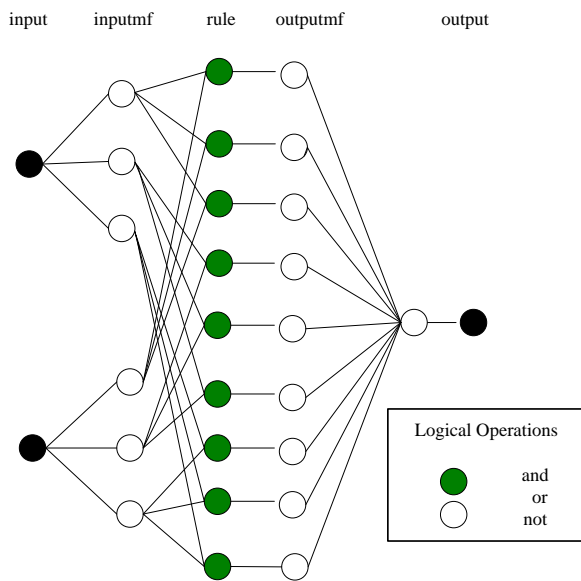 input inputmf rule outputmf output
Logical Operations
and
or
not